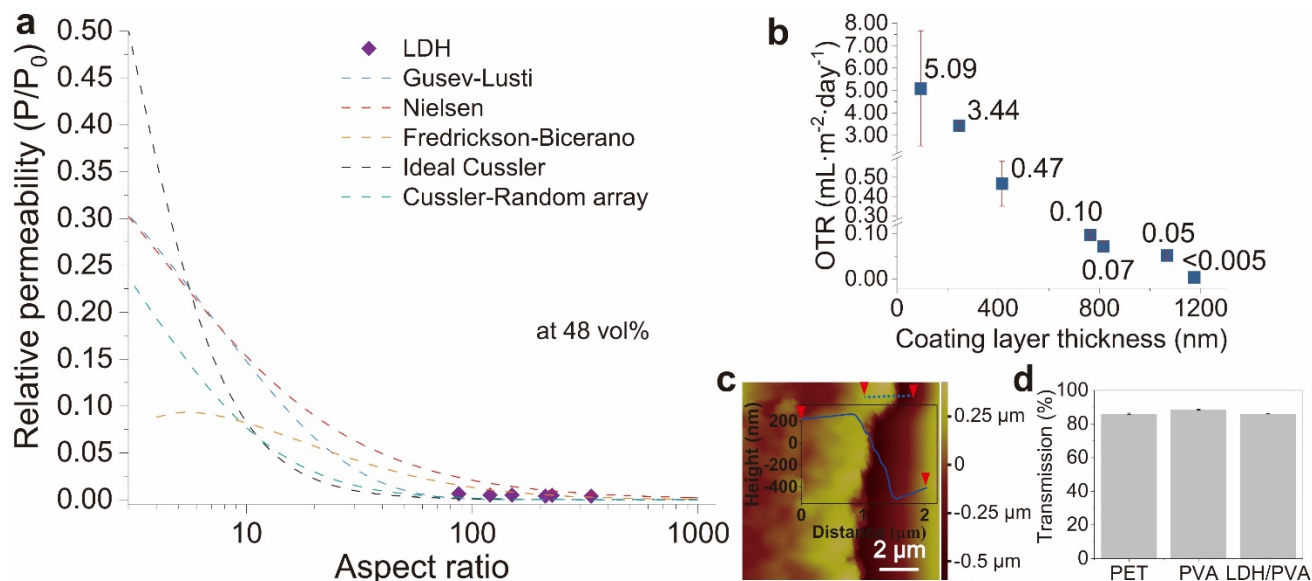 a
Relative permeability (P/P₀)
0.50
0.45
0.40
0.35
0.30
0.25
0.20
0.15
0.10
0.05
0.00
10
100
1000
Aspect ratio
LDH
Gusev-Lusti
Nielsen
Fredrickson-Bicerano
Ideal Cussler
Cussler-Random array
at 48 vol%
b
OTR (mL·m⁻²·day⁻¹)
8.00
7.00
6.00
5.00
4.00
3.00
0.50
0.30
0.10
0.00
5.09
3.44
0.47
0.10
0.07
0.05
<0.005
0
400
800
1200
Coating layer thickness (nm)
c
Height (nm)
200
0
-200
-400
0
1
2
Distance (µm)
2 µm
0.25 µm
0
-0.25 µm
-0.5 µm
d
Transmission (%)
100
80
60
40
20
0
PET
PVA
LDH/PVA